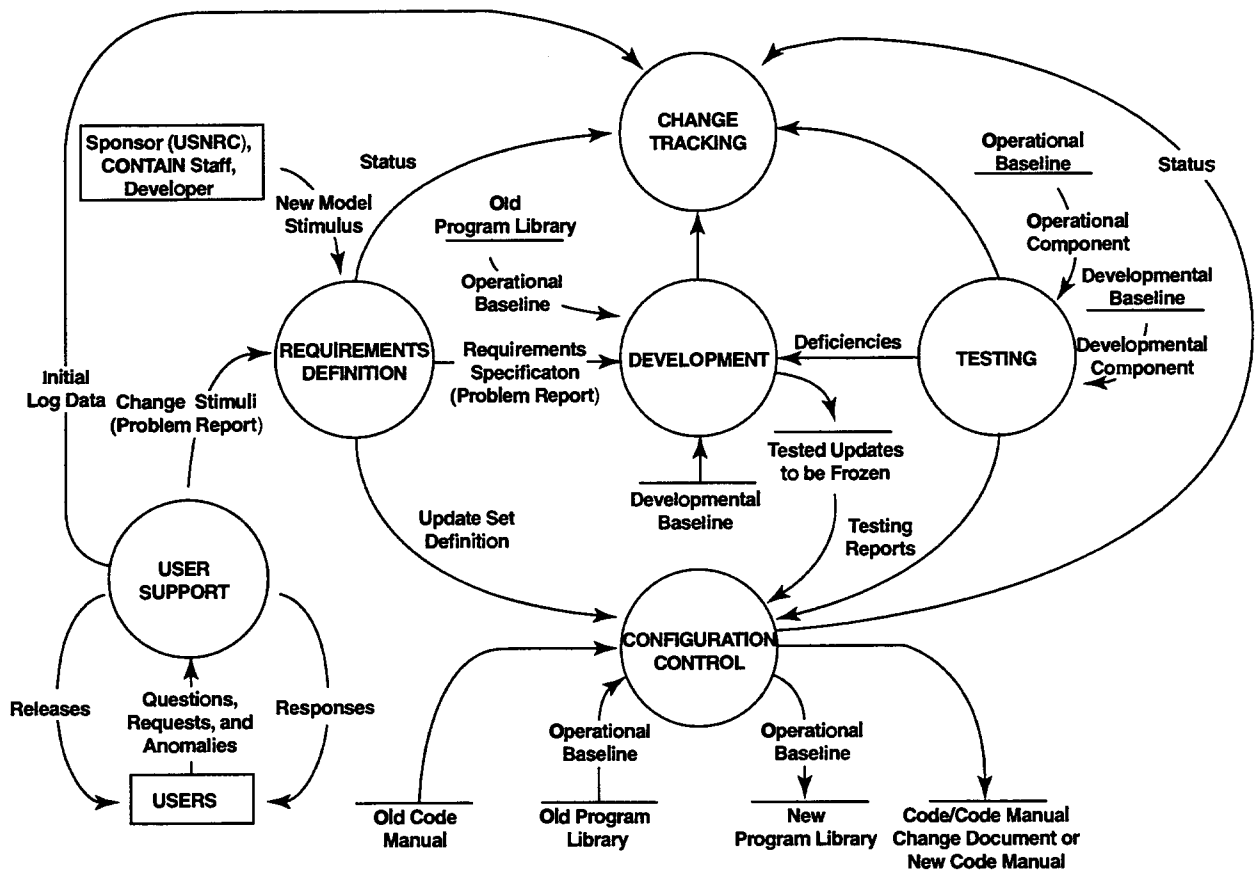 CHANGE
TRACKING
Sponsor (USNRC),
CONTAIN Staff,
Developer
Status
New Model
Stimulus
Old
Program Library
Operational
Baseline
Operational
Baseline
Status
Operational
Component
Developmental
Baseline
Developmental
Component
REQUIREMENTS
DEFINITION
Requirements
Specificaton
(Problem Report)
DEVELOPMENT
Deficiencies
TESTING
Initial
Log Data
Change Stimuli
(Problem Report)
Tested Updates
to be Frozen
Developmental
Baseline
Update Set
Definition
Testing
Reports
USER
SUPPORT
CONFIGURATION
CONTROL
Releases
Questions,
Requests, and
Anomalies
Responses
USERS
Operational
Baseline
Operational
Baseline
Old Code
Manual
Old Program
Library
New
Program Library
Code/Code Manual
Change Document or
New Code Manual